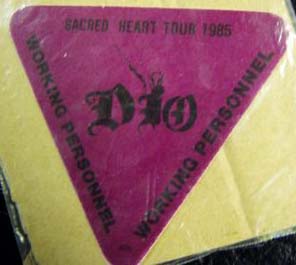 SACRED HEART TOUR 1985
DIO
WORKING PERSONNEL
WORKING PERSONNEL